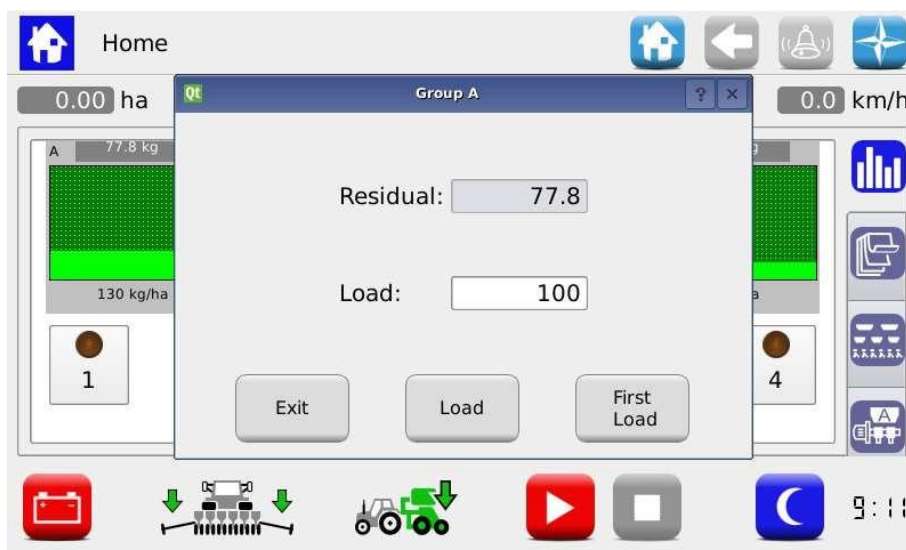 Home
0.00 ha
Qt
Group A
?
×
0.0 km/h
A
77.8 kg
Residual:
77.8
130 kg/ha
Load:
100
1
4
Exit
Load
First
Load
A